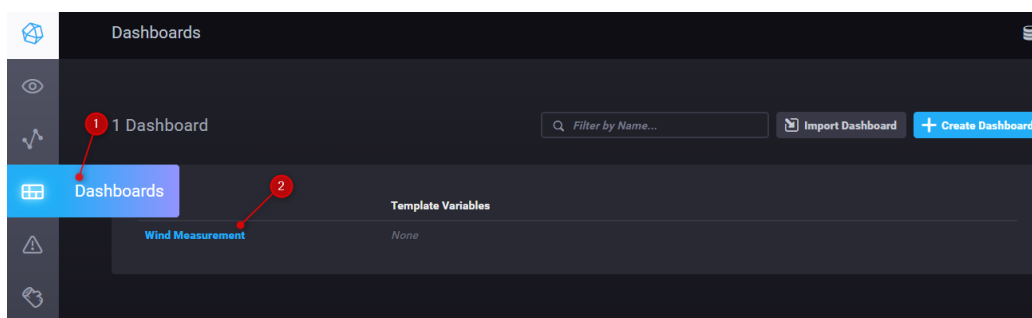 Dashboards
1 Dashboard
Filter by Name...
Import Dashboard
Create Dashboard
1
Dashboards
2
Template Variables
Wind Measurement
None